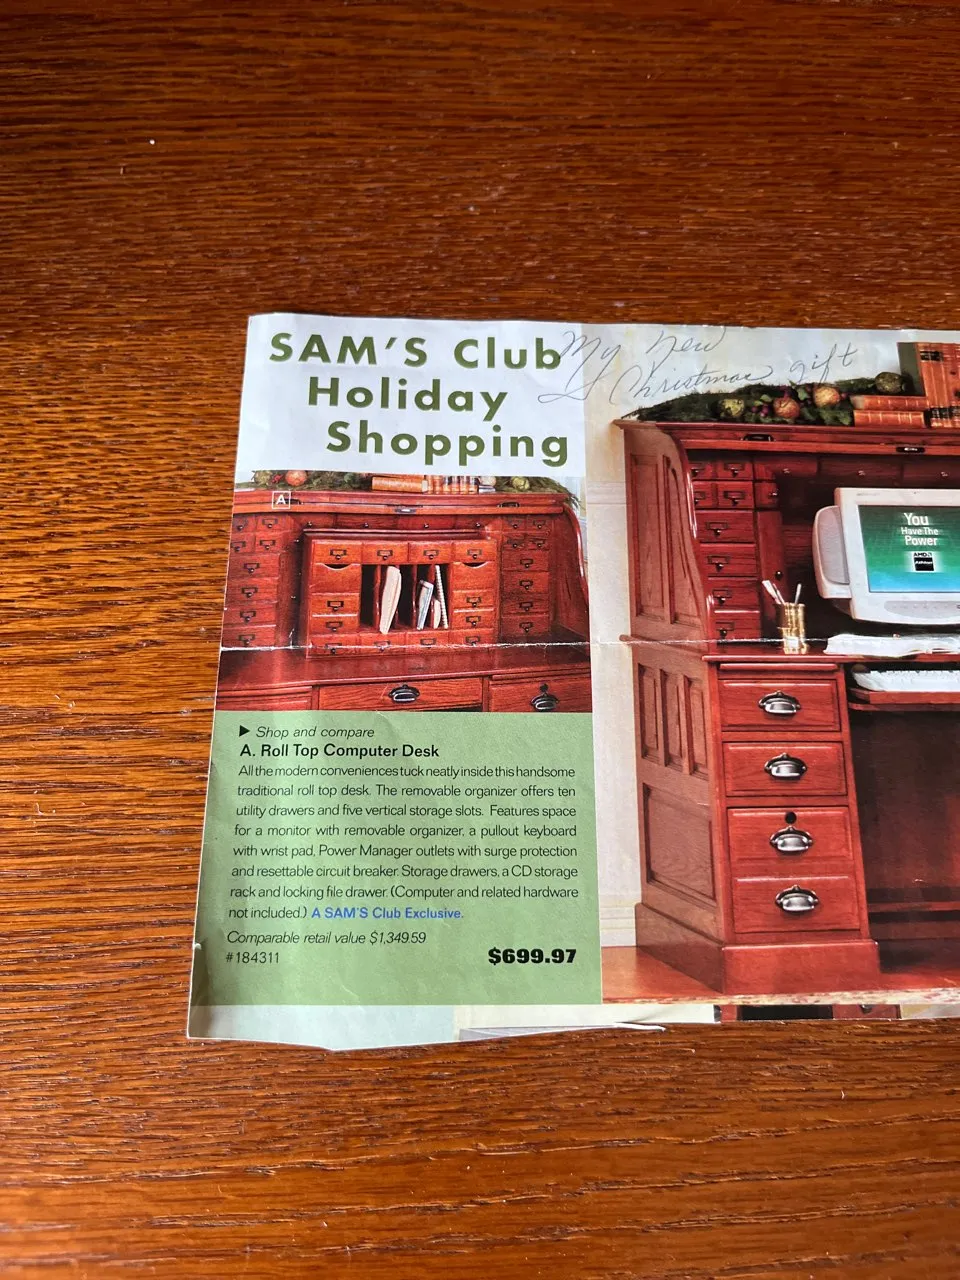 SAM'S Club
Holiday
Shopping
My New
Christmas gift
A
You
Have The
Power
AMD
Athlon
▶ Shop and compare
A. Roll Top Computer Desk
All the modern conveniences tuck neatly inside this handsome
traditional roll top desk. The removable organizer offers ten
utility drawers and five vertical storage slots. Features space
for a monitor with removable organizer, a pullout keyboard
with wrist pad, Power Manager outlets with surge protection
and resettable circuit breaker. Storage drawers, a CD storage
rack and locking file drawer. (Computer and related hardware
not included.) A SAM'S Club Exclusive.
Comparable retail value $1,349.59
#184311
$699.97